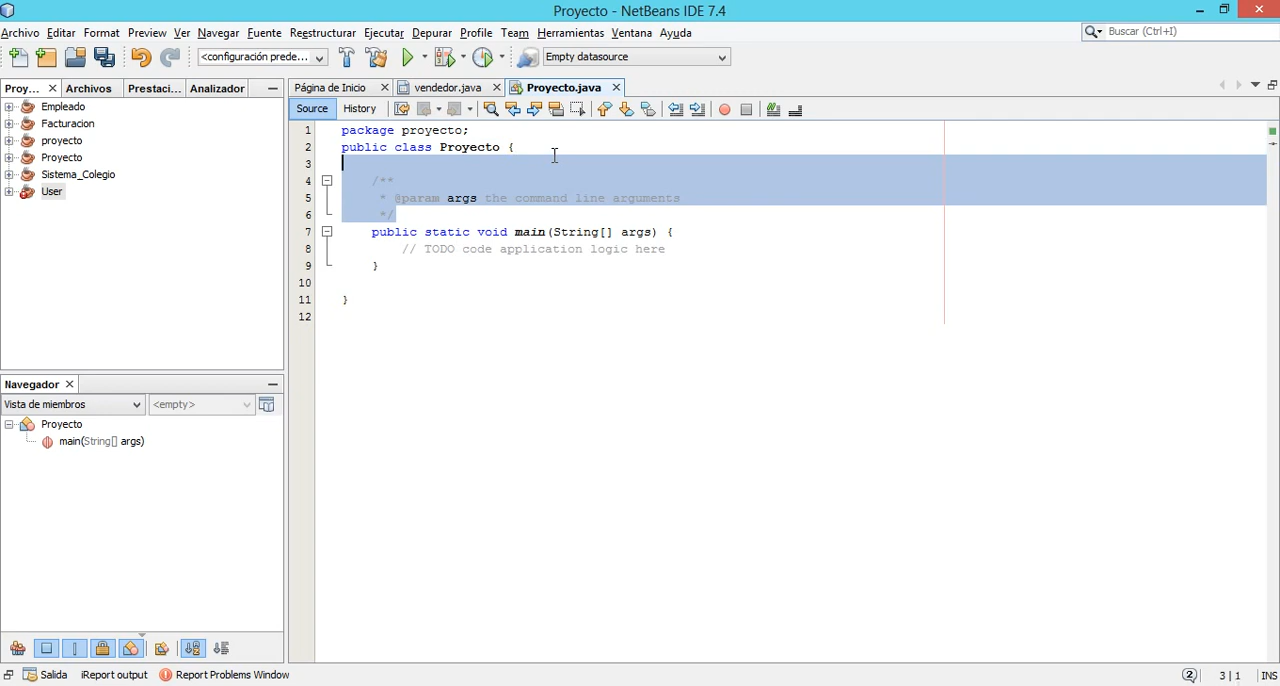 Proyecto - NetBeans IDE 7.4
Archivo Editar Format Preview Ver Navegar Fuente Restructurar Ejecutar Depurar Profile Team Herramientas Ventana Ayuda
Buscar (Ctrl+I)
<configuración prede... Empty datasource
Proy... Archivos Prestaci... Analizador
Página de Inicio vendedor.java Proyecto.java
Source History
Empleado
Facturacion
proyecto
Proyecto
Sistema_Colegio
User
1 package proyecto;
2 public class Proyecto {
3
4 /**
5 * @param args the command line arguments
6 */
7 public static void main(String[] args) {
8 // TODO code application logic here
9 }
10
11 }
12
Navegador
Vista de miembros <empty>
Proyecto
main(String[] args)
Salida iReport output Report Problems Window
2 3|1 INS